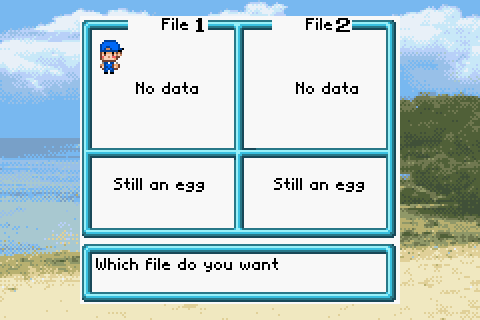 File 1 File 2
No data No data
Still an egg Still an egg
Which file do you want